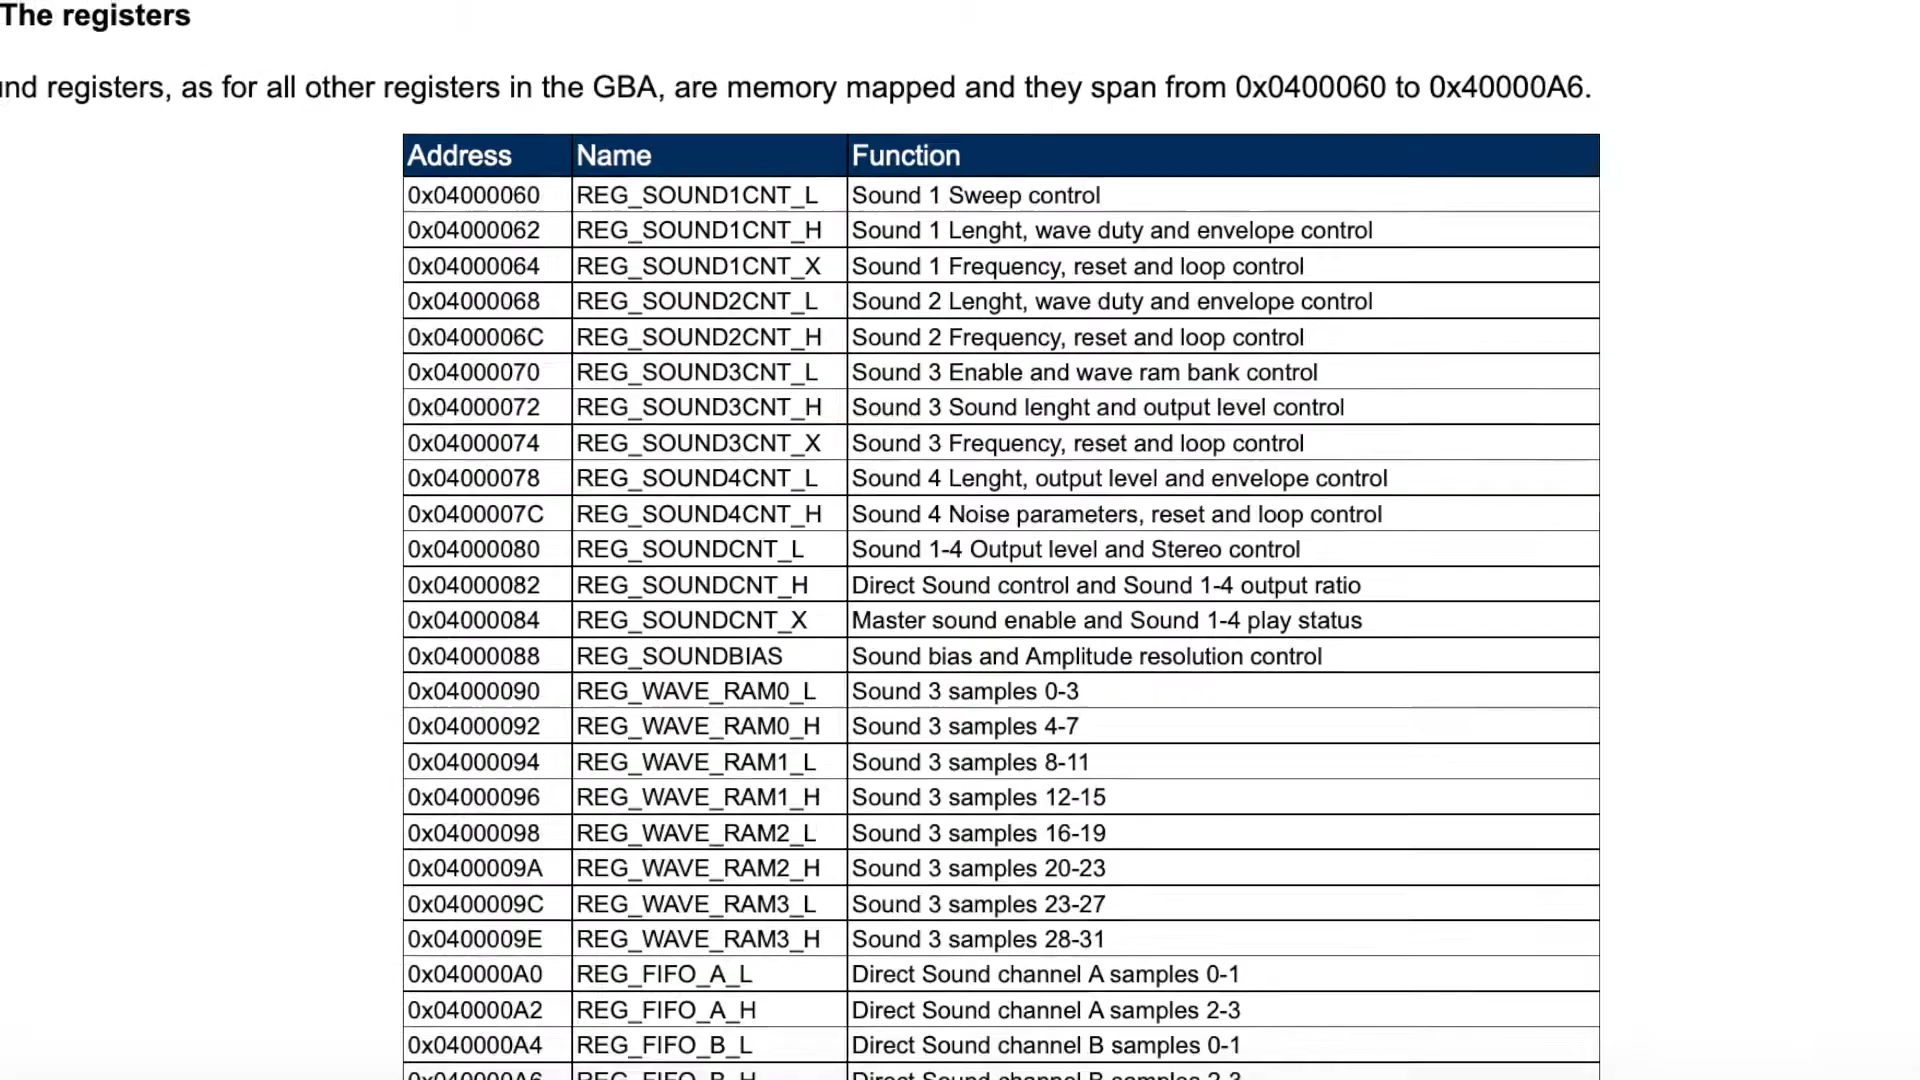 The registers
nd registers, as for all other registers in the GBA, are memory mapped and they span from 0x0400060 to 0x40000A6.
Address Name Function
0x04000060 REG_SOUND1CNT_L Sound 1 Sweep control
0x04000062 REG_SOUND1CNT_H Sound 1 Lenght, wave duty and envelope control
0x04000064 REG_SOUND1CNT_X Sound 1 Frequency, reset and loop control
0x04000068 REG_SOUND2CNT_L Sound 2 Lenght, wave duty and envelope control
0x0400006C REG_SOUND2CNT_H Sound 2 Frequency, reset and loop control
0x04000070 REG_SOUND3CNT_L Sound 3 Enable and wave ram bank control
0x04000072 REG_SOUND3CNT_H Sound 3 Sound lenght and output level control
0x04000074 REG_SOUND3CNT_X Sound 3 Frequency, reset and loop control
0x04000078 REG_SOUND4CNT_L Sound 4 Lenght, output level and envelope control
0x0400007C REG_SOUND4CNT_H Sound 4 Noise parameters, reset and loop control
0x04000080 REG_SOUNDCNT_L Sound 1-4 Output level and Stereo control
0x04000082 REG_SOUNDCNT_H Direct Sound control and Sound 1-4 output ratio
0x04000084 REG_SOUNDCNT_X Master sound enable and Sound 1-4 play status
0x04000088 REG_SOUNDBIAS Sound bias and Amplitude resolution control
0x04000090 REG_WAVE_RAM0_L Sound 3 samples 0-3
0x04000092 REG_WAVE_RAM0_H Sound 3 samples 4-7
0x04000094 REG_WAVE_RAM1_L Sound 3 samples 8-11
0x04000096 REG_WAVE_RAM1_H Sound 3 samples 12-15
0x04000098 REG_WAVE_RAM2_L Sound 3 samples 16-19
0x0400009A REG_WAVE_RAM2_H Sound 3 samples 20-23
0x0400009C REG_WAVE_RAM3_L Sound 3 samples 23-27
0x0400009E REG_WAVE_RAM3_H Sound 3 samples 28-31
0x040000A0 REG_FIFO_A_L Direct Sound channel A samples 0-1
0x040000A2 REG_FIFO_A_H Direct Sound channel A samples 2-3
0x040000A4 REG_FIFO_B_L Direct Sound channel B samples 0-1
0x040000A6 REG_FIFO_B_H Direct Sound channel B samples 2-3